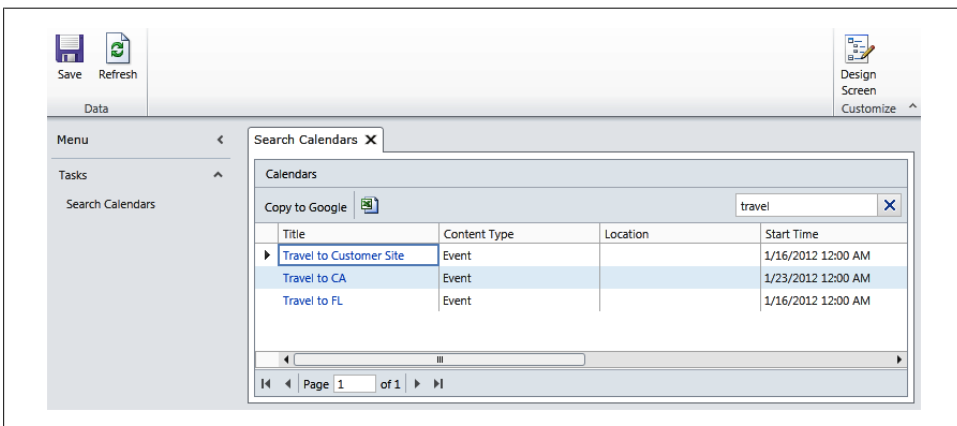 Save Refresh
Data
Design
Screen
Customize
Menu
Tasks
Search Calendars
Search Calendars X
Calendars
Copy to Google
travel
Title Content Type Location Start Time
Travel to Customer Site Event 1/16/2012 12:00 AM
Travel to CA Event 1/23/2012 12:00 AM
Travel to FL Event 1/16/2012 12:00 AM
Page 1 of 1